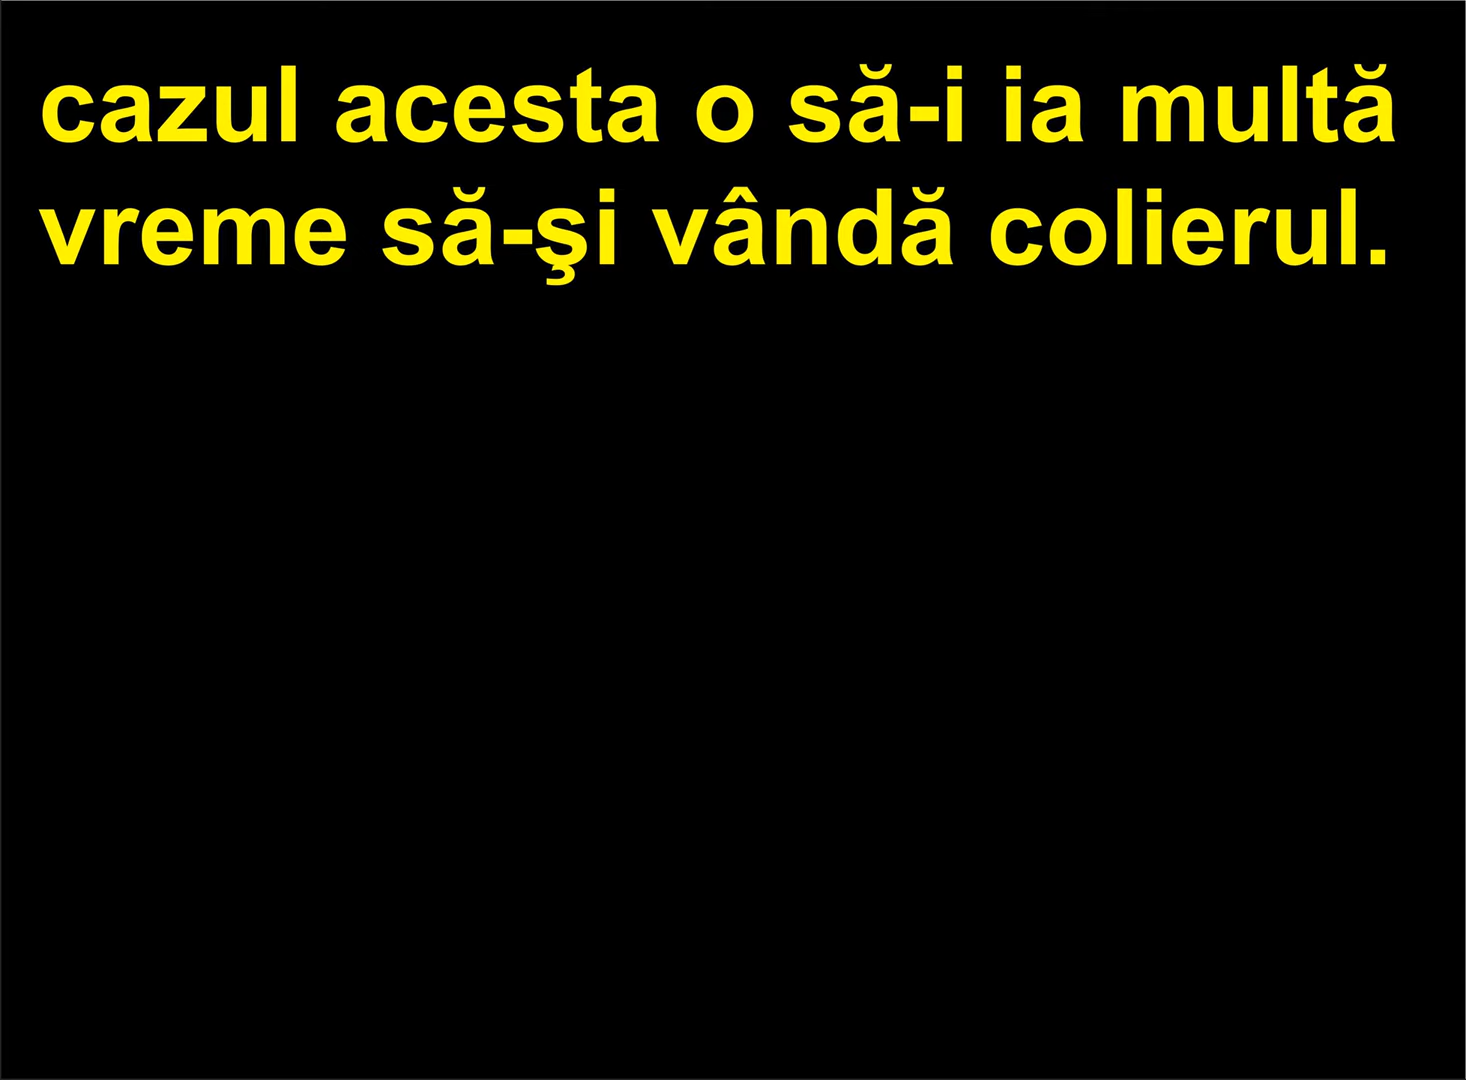 cazul acesta o să-i ia multă
vreme să-şi vândă colierul.